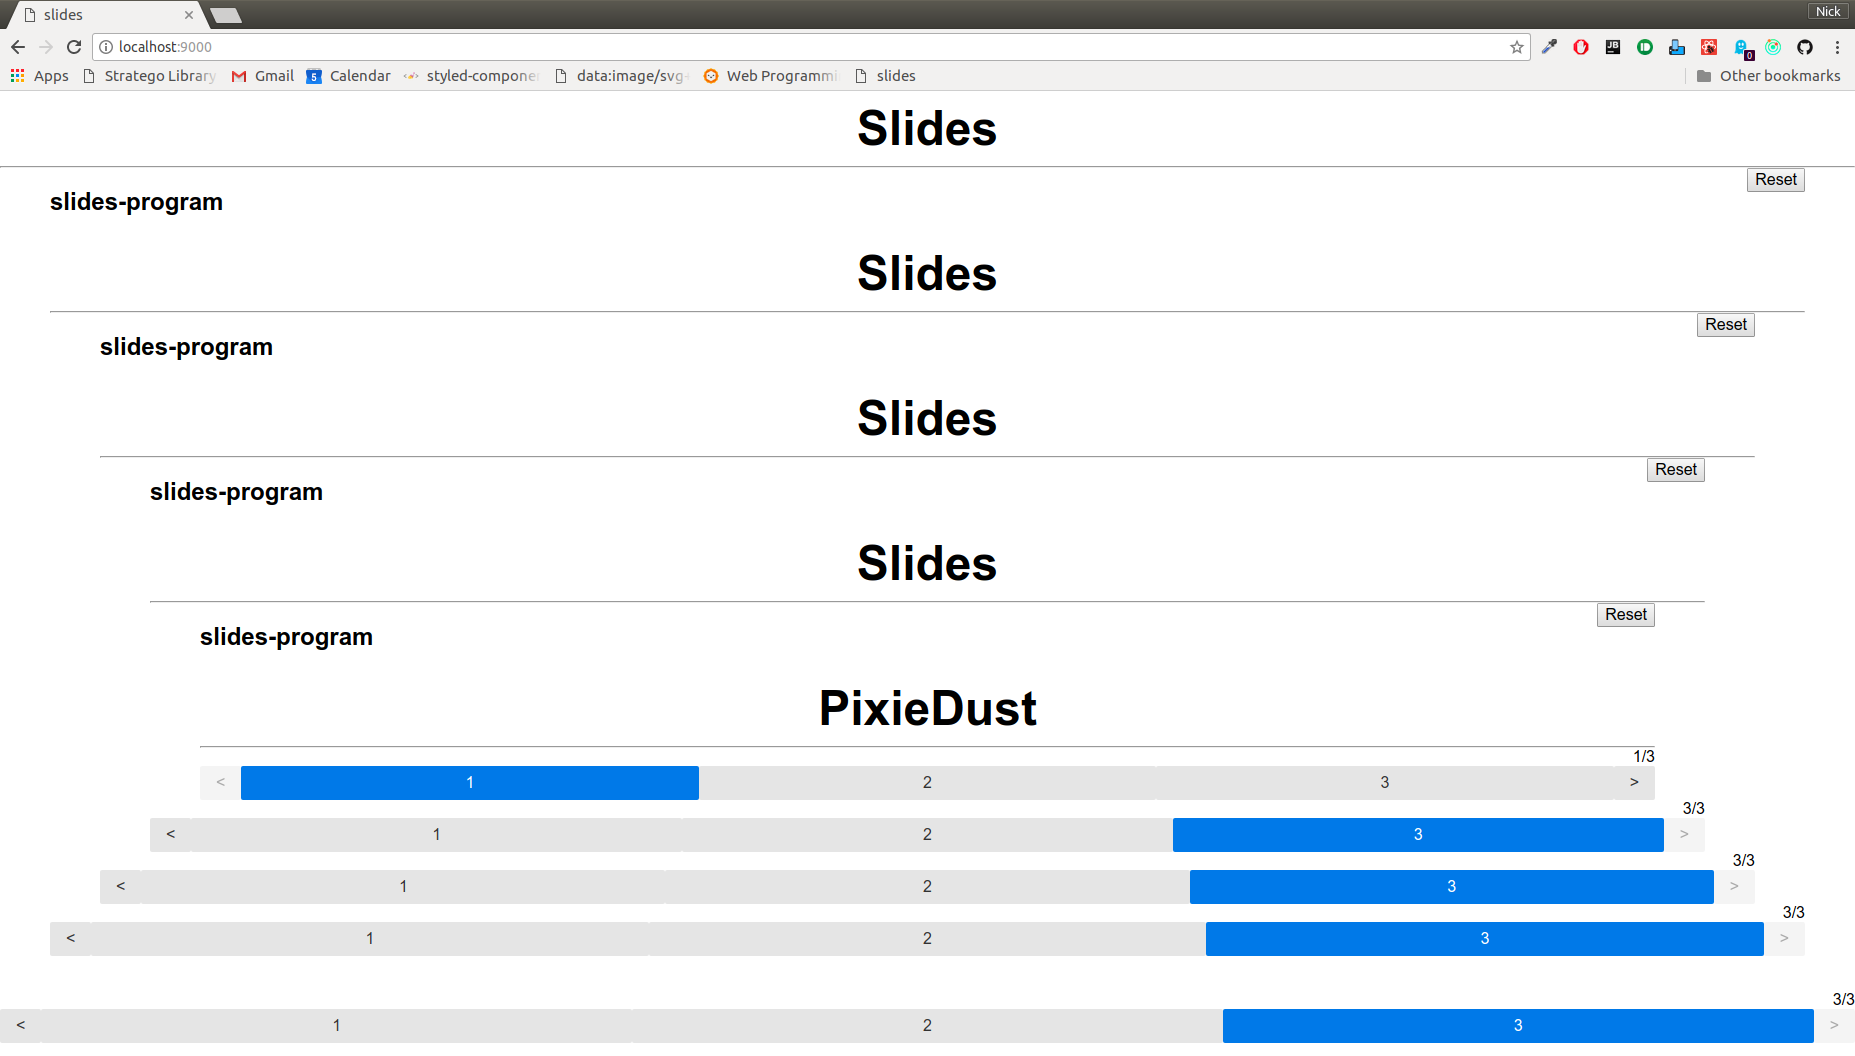 slides
Nick
localhost:9000
Apps Stratego Library Gmail Calendar styled-compone data:image/svg- Web Programmi slides Other bookmarks
Slides
Reset
slides-program
Slides
Reset
slides-program
Slides
Reset
slides-program
Slides
Reset
slides-program
PixieDust
1/3
< 1 2 3 >
3/3
< 1 2 3 >
3/3
< 1 2 3 >
3/3
< 1 2 3 >
3/3
< 1 2 3 >